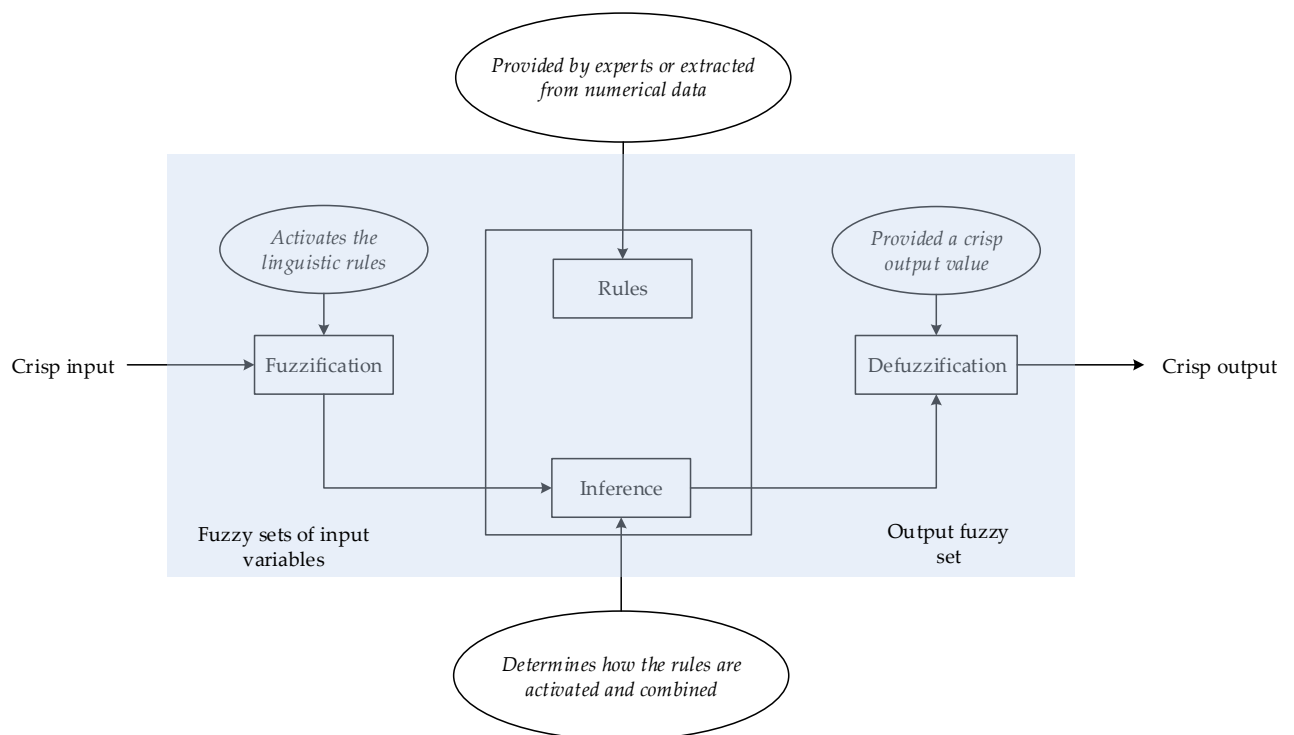 Provided by experts or extracted
from numerical data
Activates the
linguistic rules
Provided a crisp
output value
Rules
Crisp input
Fuzzification
Defuzzification
Crisp output
Inference
Fuzzy sets of input
variables
Output fuzzy
set
Determines how the rules are
activated and combined